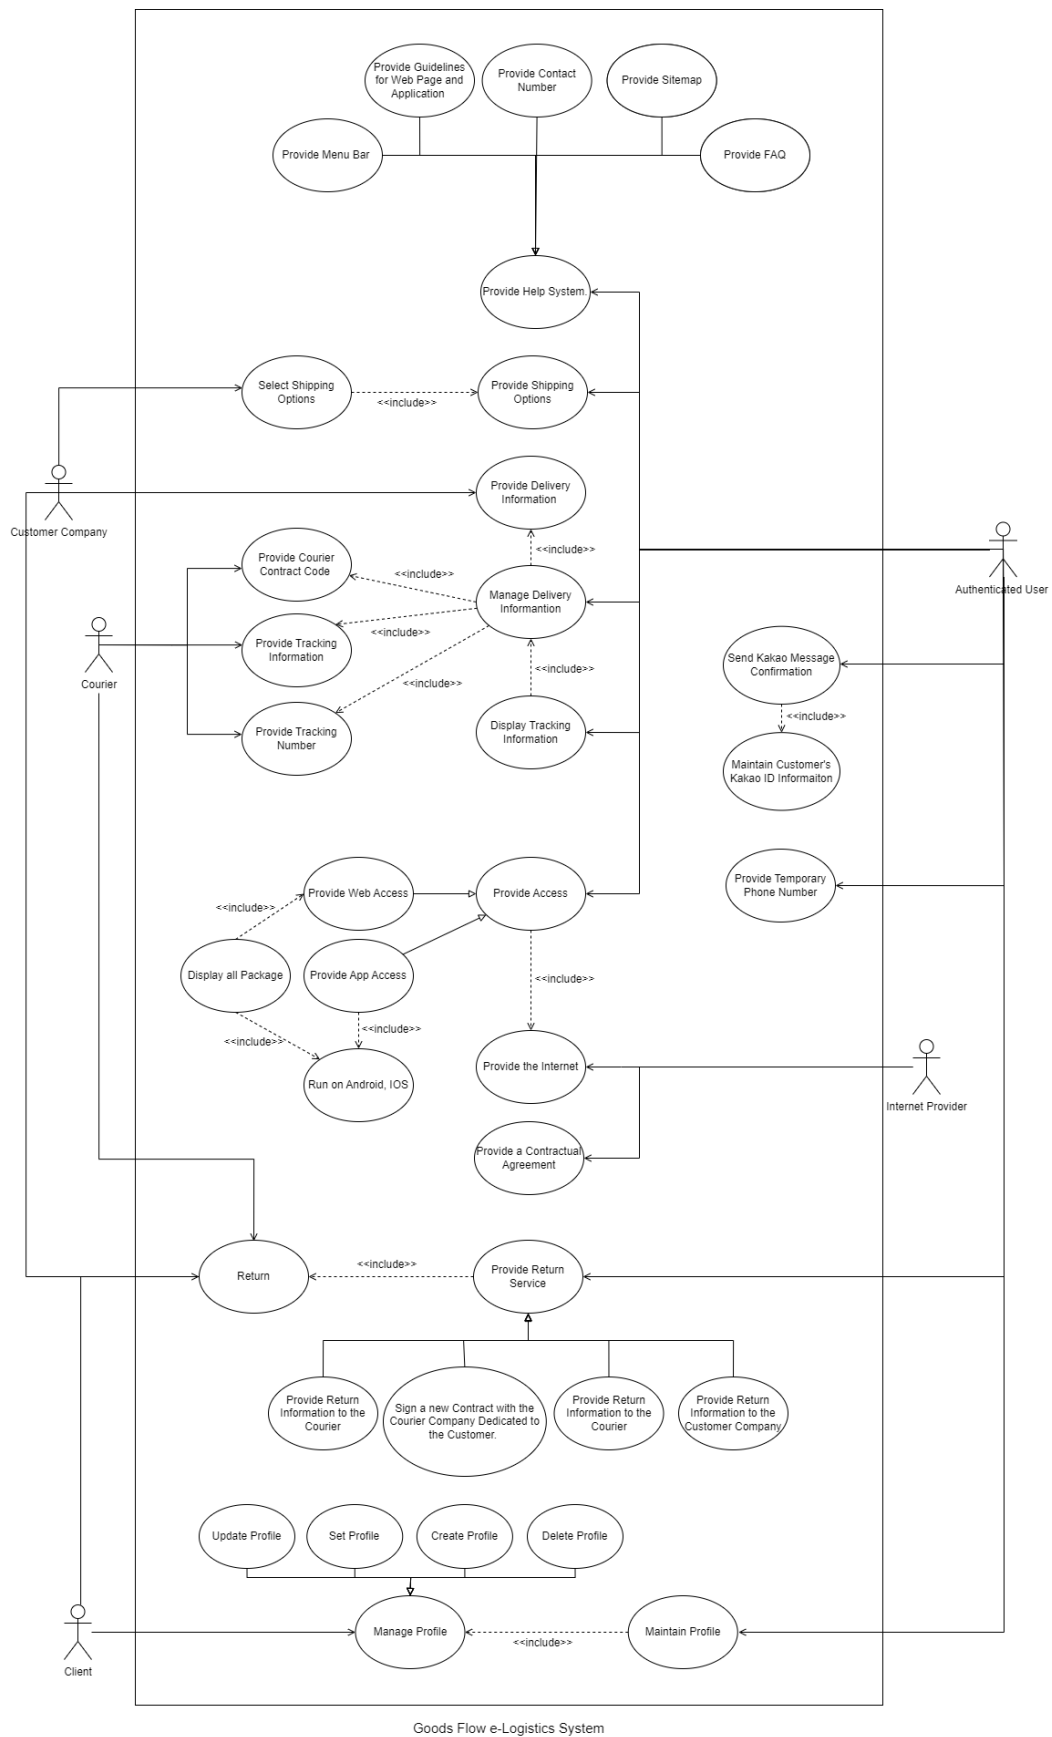 Provide Guidelines
for Web Page and
Application
Provide Contact
Number
Provide Sitemap
Provide Menu Bar
Provide FAQ
Provide Help System.
Select Shipping
Options
<<include>>
Provide Shipping
Options
Customer Company
Provide Delivery
Information
<<include>>
Provide Courier
Contract Code
<<include>>
Manage Delivery
Informantion
Authenticated User
Courier
Provide Tracking
Information
<<include>>
<<include>>
<<include>>
Send Kakao Message
Confirmation
Provide Tracking
Number
Display Tracking
Information
<<include>>
Maintain Customer's
Kakao ID Informaiton
Provide Web Access
Provide Access
Provide Temporary
Phone Number
<<include>>
Display all Package
Provide App Access
<<include>>
<<include>>
<<include>>
Run on Android, IOS
Provide the Internet
Internet Provider
Provide a Contractual
Agreement
Return
<<include>>
Provide Return
Service
Provide Return
Information to the
Courier
Sign a new Contract with the
Courier Company Dedicated to
the Customer.
Provide Return
Information to the
Courier
Provide Return
Information to the
Customer Company
Update Profile
Set Profile
Create Profile
Delete Profile
Client
Manage Profile
<<include>>
Maintain Profile
Goods Flow e-Logistics System